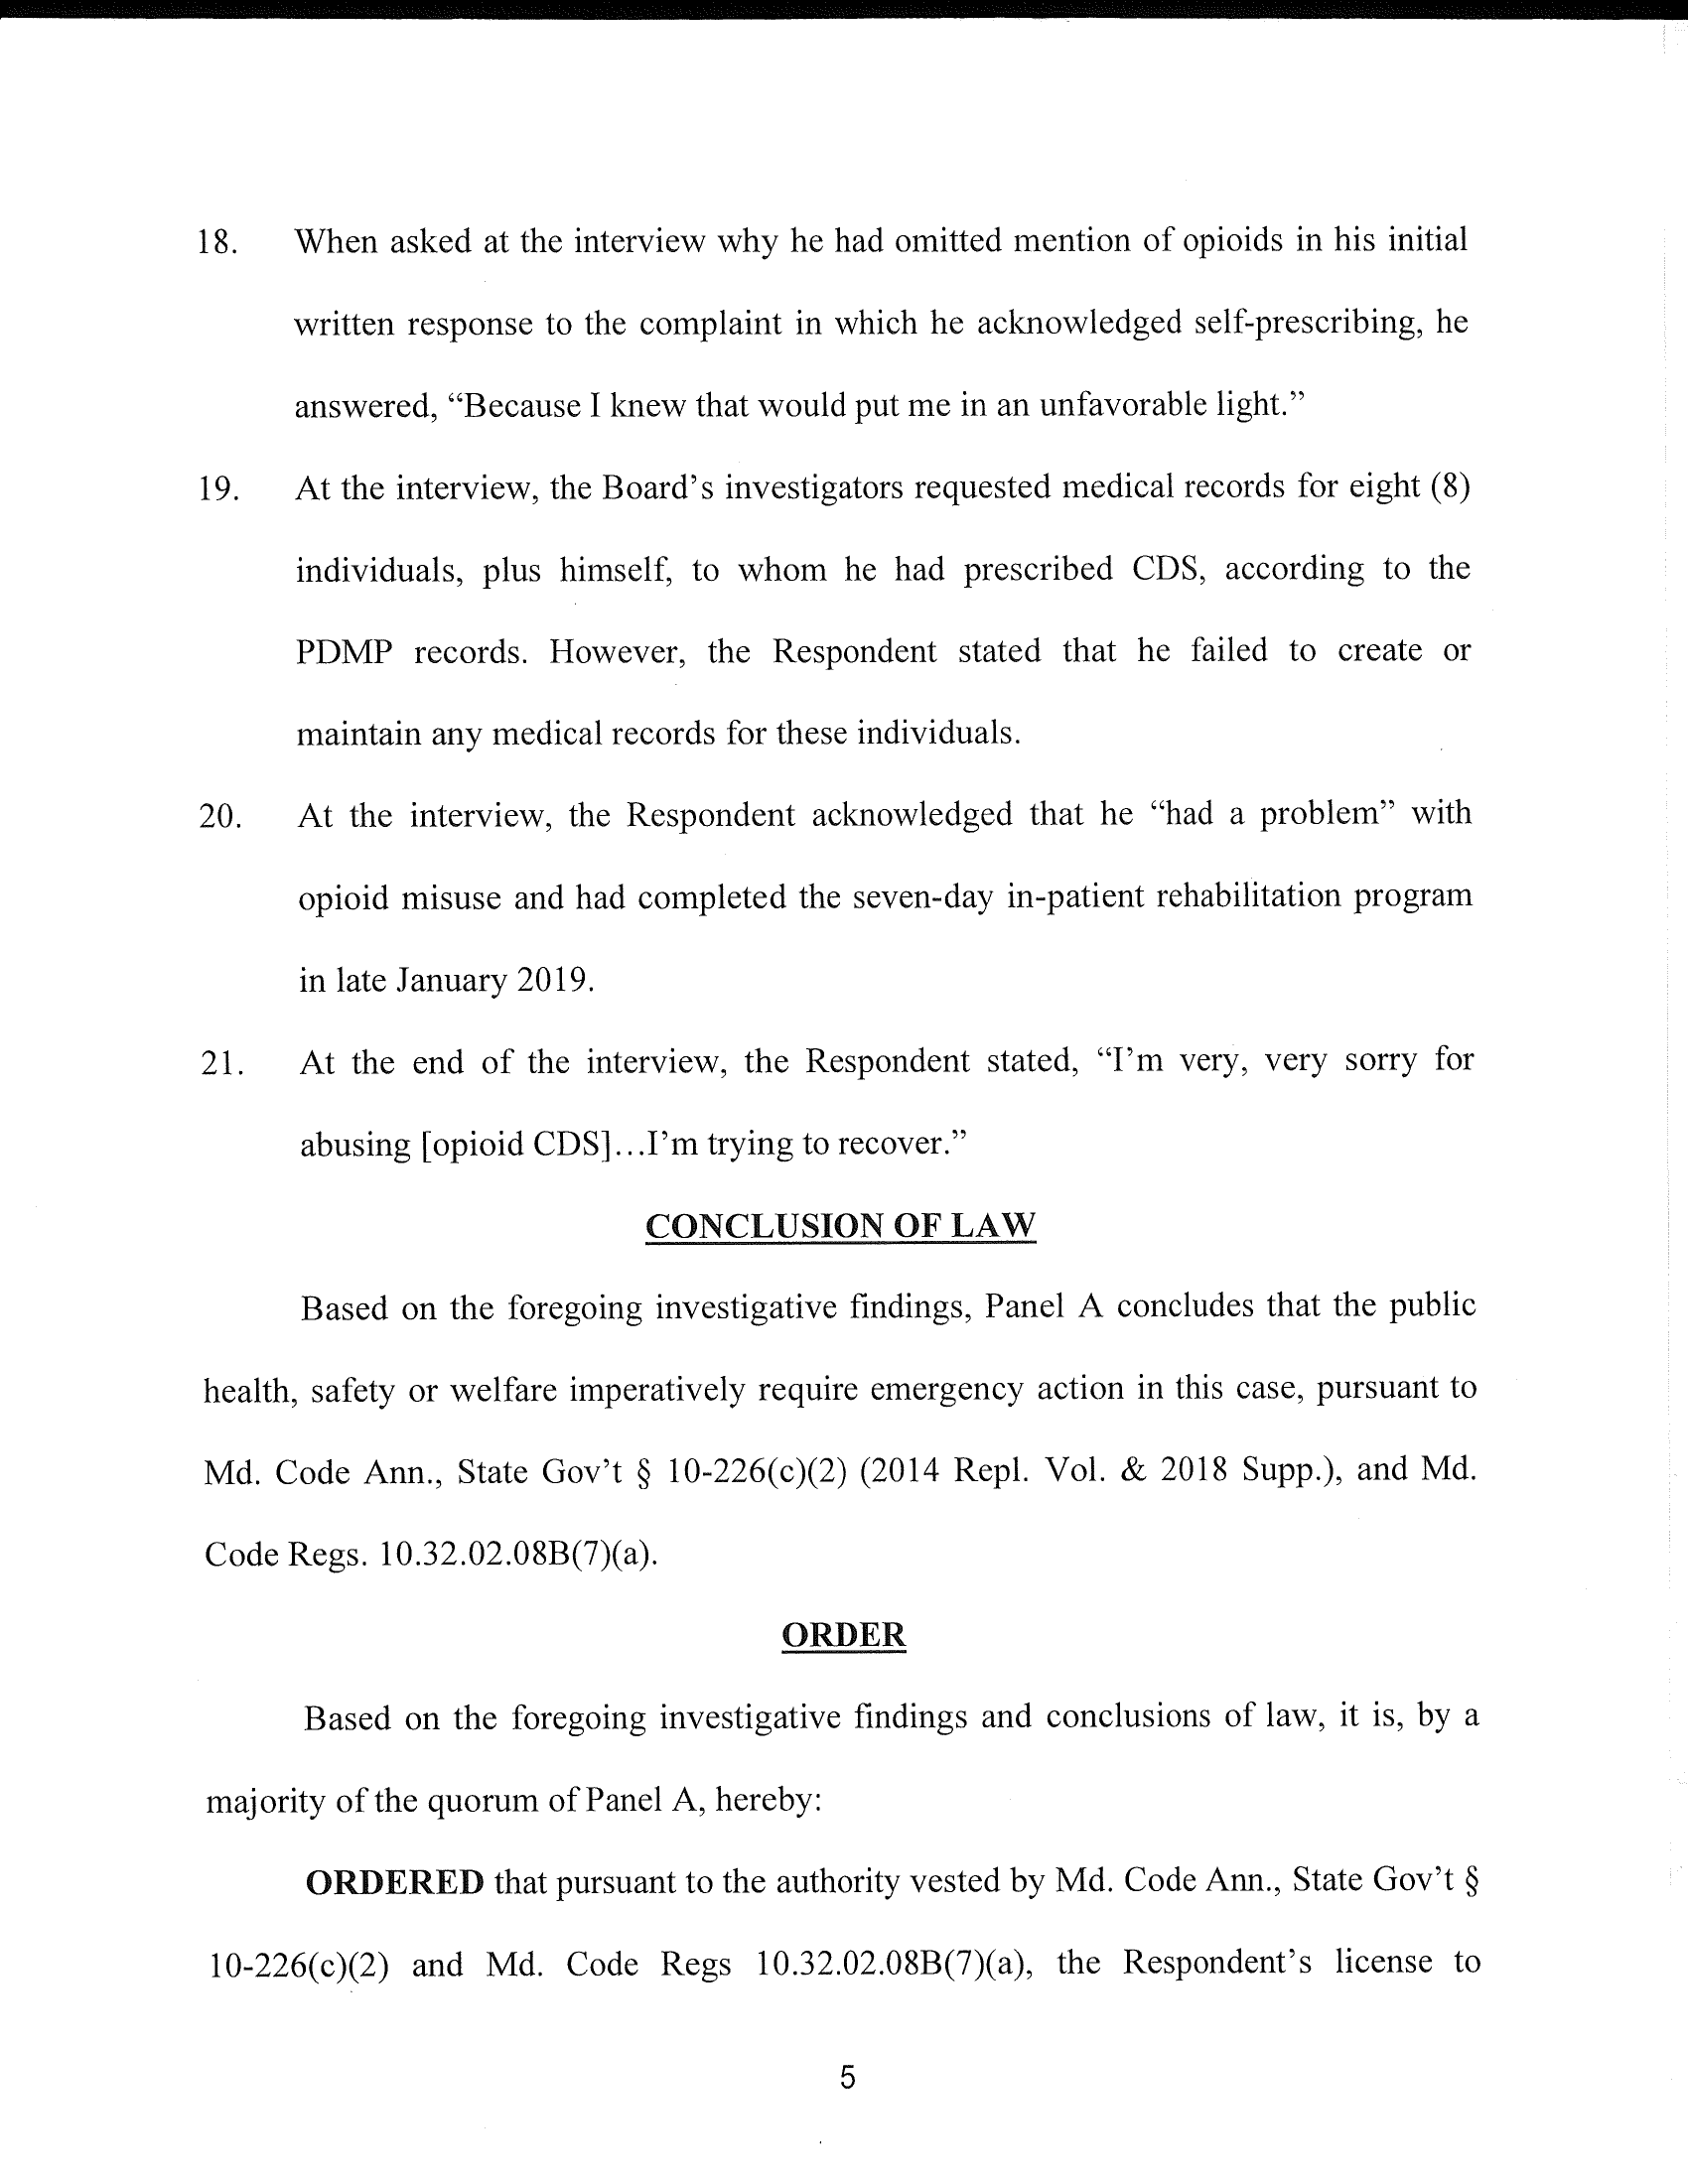 18. When asked at the interview why he had omitted mention of opioids in his initial
written response to the complaint in which he acknowledged self-prescribing, he
answered, “Because I knew that would put me in an unfavorable light.”
19. At the interview, the Board’s investigators requested medical records for eight (8)
individuals, plus himself, to whom he had prescribed CDS, according to the
PDMP records. However, the Respondent stated that he failed to create or
maintain any medical records for these individuals.
20. At the interview, the Respondent acknowledged that he “had a problem” with
opioid misuse and had completed the seven-day in-patient rehabilitation program
in late January 2019.
21. At the end of the interview, the Respondent stated, “I’m very, very sorry for
abusing [opioid CDS]…I’m trying to recover.”
CONCLUSION OF LAW
Based on the foregoing investigative findings, Panel A concludes that the public
health, safety or welfare imperatively require emergency action in this case, pursuant to
Md. Code Ann., State Gov’t § 10-226(c)(2) (2014 Repl. Vol. & 2018 Supp.), and Md.
Code Regs. 10.32.02.08B(7)(a).
ORDER
Based on the foregoing investigative findings and conclusions of law, it is, by a
majority of the quorum of Panel A, hereby:
ORDERED that pursuant to the authority vested by Md. Code Ann., State Gov’t §
10-226(c)(2) and Md. Code Regs 10.32.02.08B(7)(a), the Respondent’s license to
5